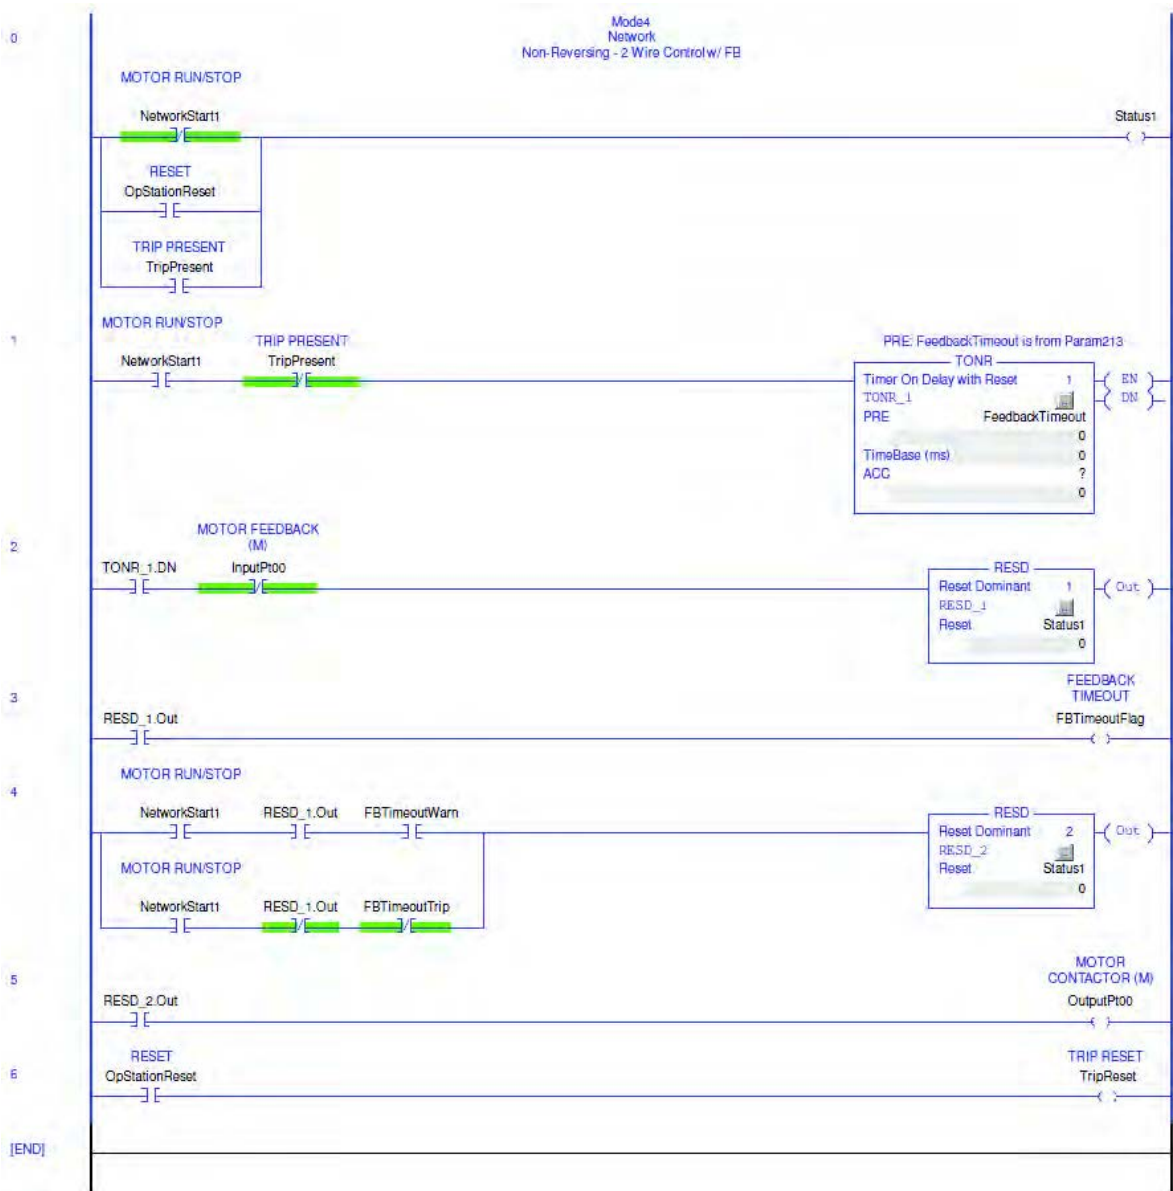 Mode4
Network
Non-Reversing - 2 Wire Control w/ FB
0
MOTOR RUN/STOP
NetworkStart1
Status1
RESET
OpStationReset
TRIP PRESENT
TripPresent
1
MOTOR RUN/STOP
NetworkStart1
TRIP PRESENT
TripPresent
PRE: FeedbackTimeout is from Param213
TONR
Timer On Delay with Reset 1
TONR_1
PRE FeedbackTimeout
0
TimeBase (ms) 0
ACC ?
0
EN
DN
2
TONR_1.DN
MOTOR FEEDBACK
(M)
InputPt00
RESD
Reset Dominant 1
RESD_1
Reset Status1
0
Out
3
RESD_1.Out
FEEDBACK
TIMEOUT
FBTimeoutFlag
4
MOTOR RUN/STOP
NetworkStart1 RESD_1.Out FBTimeoutWarn
MOTOR RUN/STOP
NetworkStart1 RESD_1.Out FBTimeoutTrip
RESD
Reset Dominant 2
RESD_2
Reset Status1
0
Out
5
RESD_2.Out
MOTOR
CONTACTOR (M)
OutputPt00
6
RESET
OpStationReset
TRIP RESET
TripReset
[END]